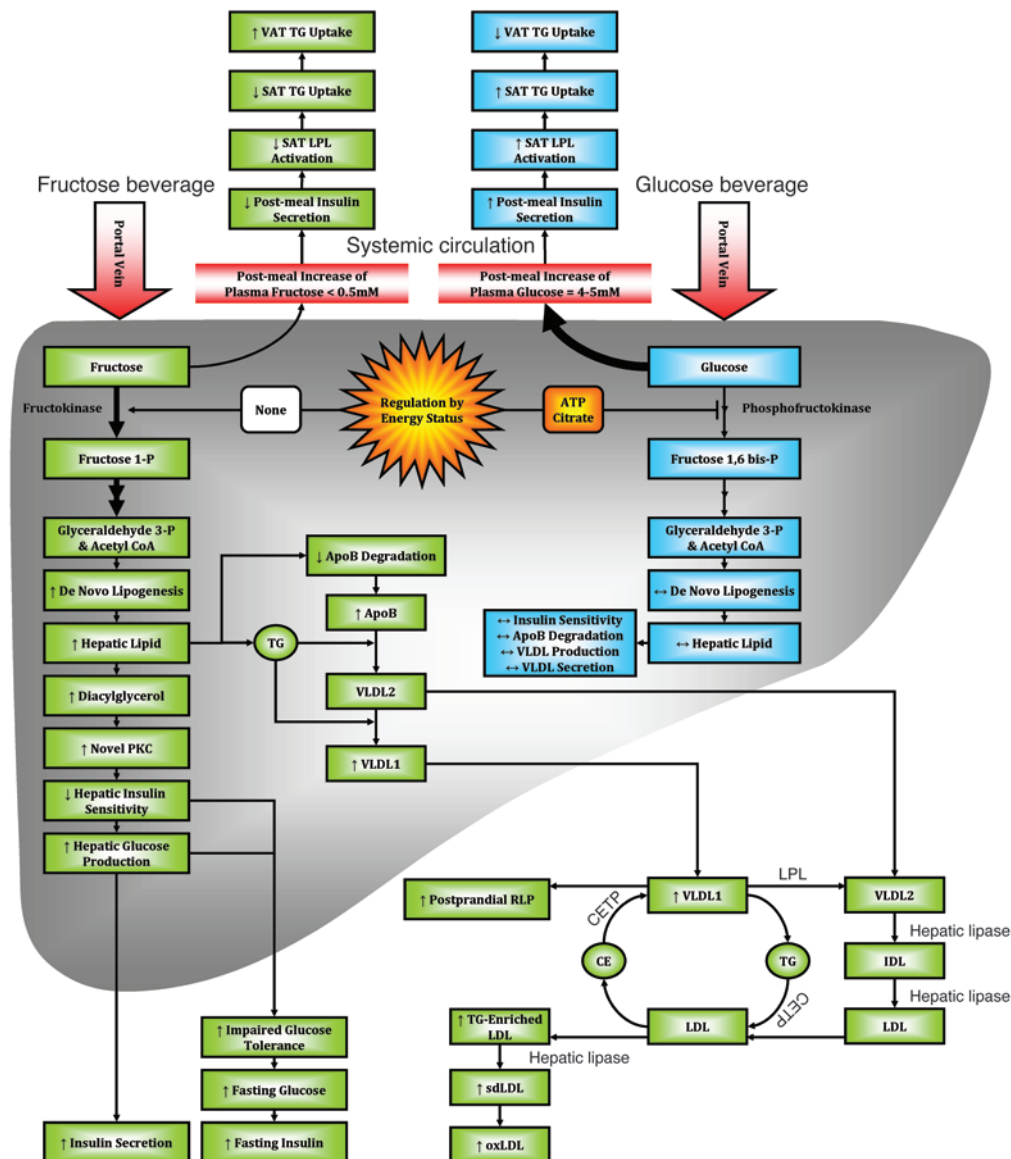 ↑ VAT TG Uptake
↓ SAT TG Uptake
↓ SAT LPL
Activation
↓ Post-meal Insulin
Secretion
↓ VAT TG Uptake
↑ SAT TG Uptake
↑ SAT LPL
Activation
↑ Post-meal Insulin
Secretion
Fructose beverage
Portal Vein
Glucose beverage
Portal Vein
Systemic circulation
Post-meal Increase of
Plasma Fructose < 0.5mM
Post-meal Increase of
Plasma Glucose = 4-5mM
Fructose
Fructokinase
None
Regulation by
Energy Status
ATP
Citrate
Glucose
Phosphofructokinase
Fructose 1-P
Glyceraldehyde 3-P
& Acetyl CoA
↑ De Novo Lipogenesis
↑ Hepatic Lipid
↑ Diacylglycerol
↑ Novel PKC
↓ Hepatic Insulin
Sensitivity
↑ Hepatic Glucose
Production
TG
↓ ApoB Degradation
↑ ApoB
VLDL2
↑ VLDL1
Fructose 1,6 bis-P
Glyceraldehyde 3-P
& Acetyl CoA
↔ De Novo Lipogenesis
↔ Hepatic Lipid
↔ Insulin Sensitivity
↔ ApoB Degradation
↔ VLDL Production
↔ VLDL Secretion
↑ Postprandial RLP
↑ VLDL1
LPL
VLDL2
CETP
Hepatic lipase
CE
TG
IDL
CETP
Hepatic lipase
↑ TG-Enriched
LDL
LDL
LDL
Hepatic lipase
↑ sdLDL
↑ oxLDL
↑ Impaired Glucose
Tolerance
↑ Fasting Glucose
↑ Insulin Secretion
↑ Fasting Insulin